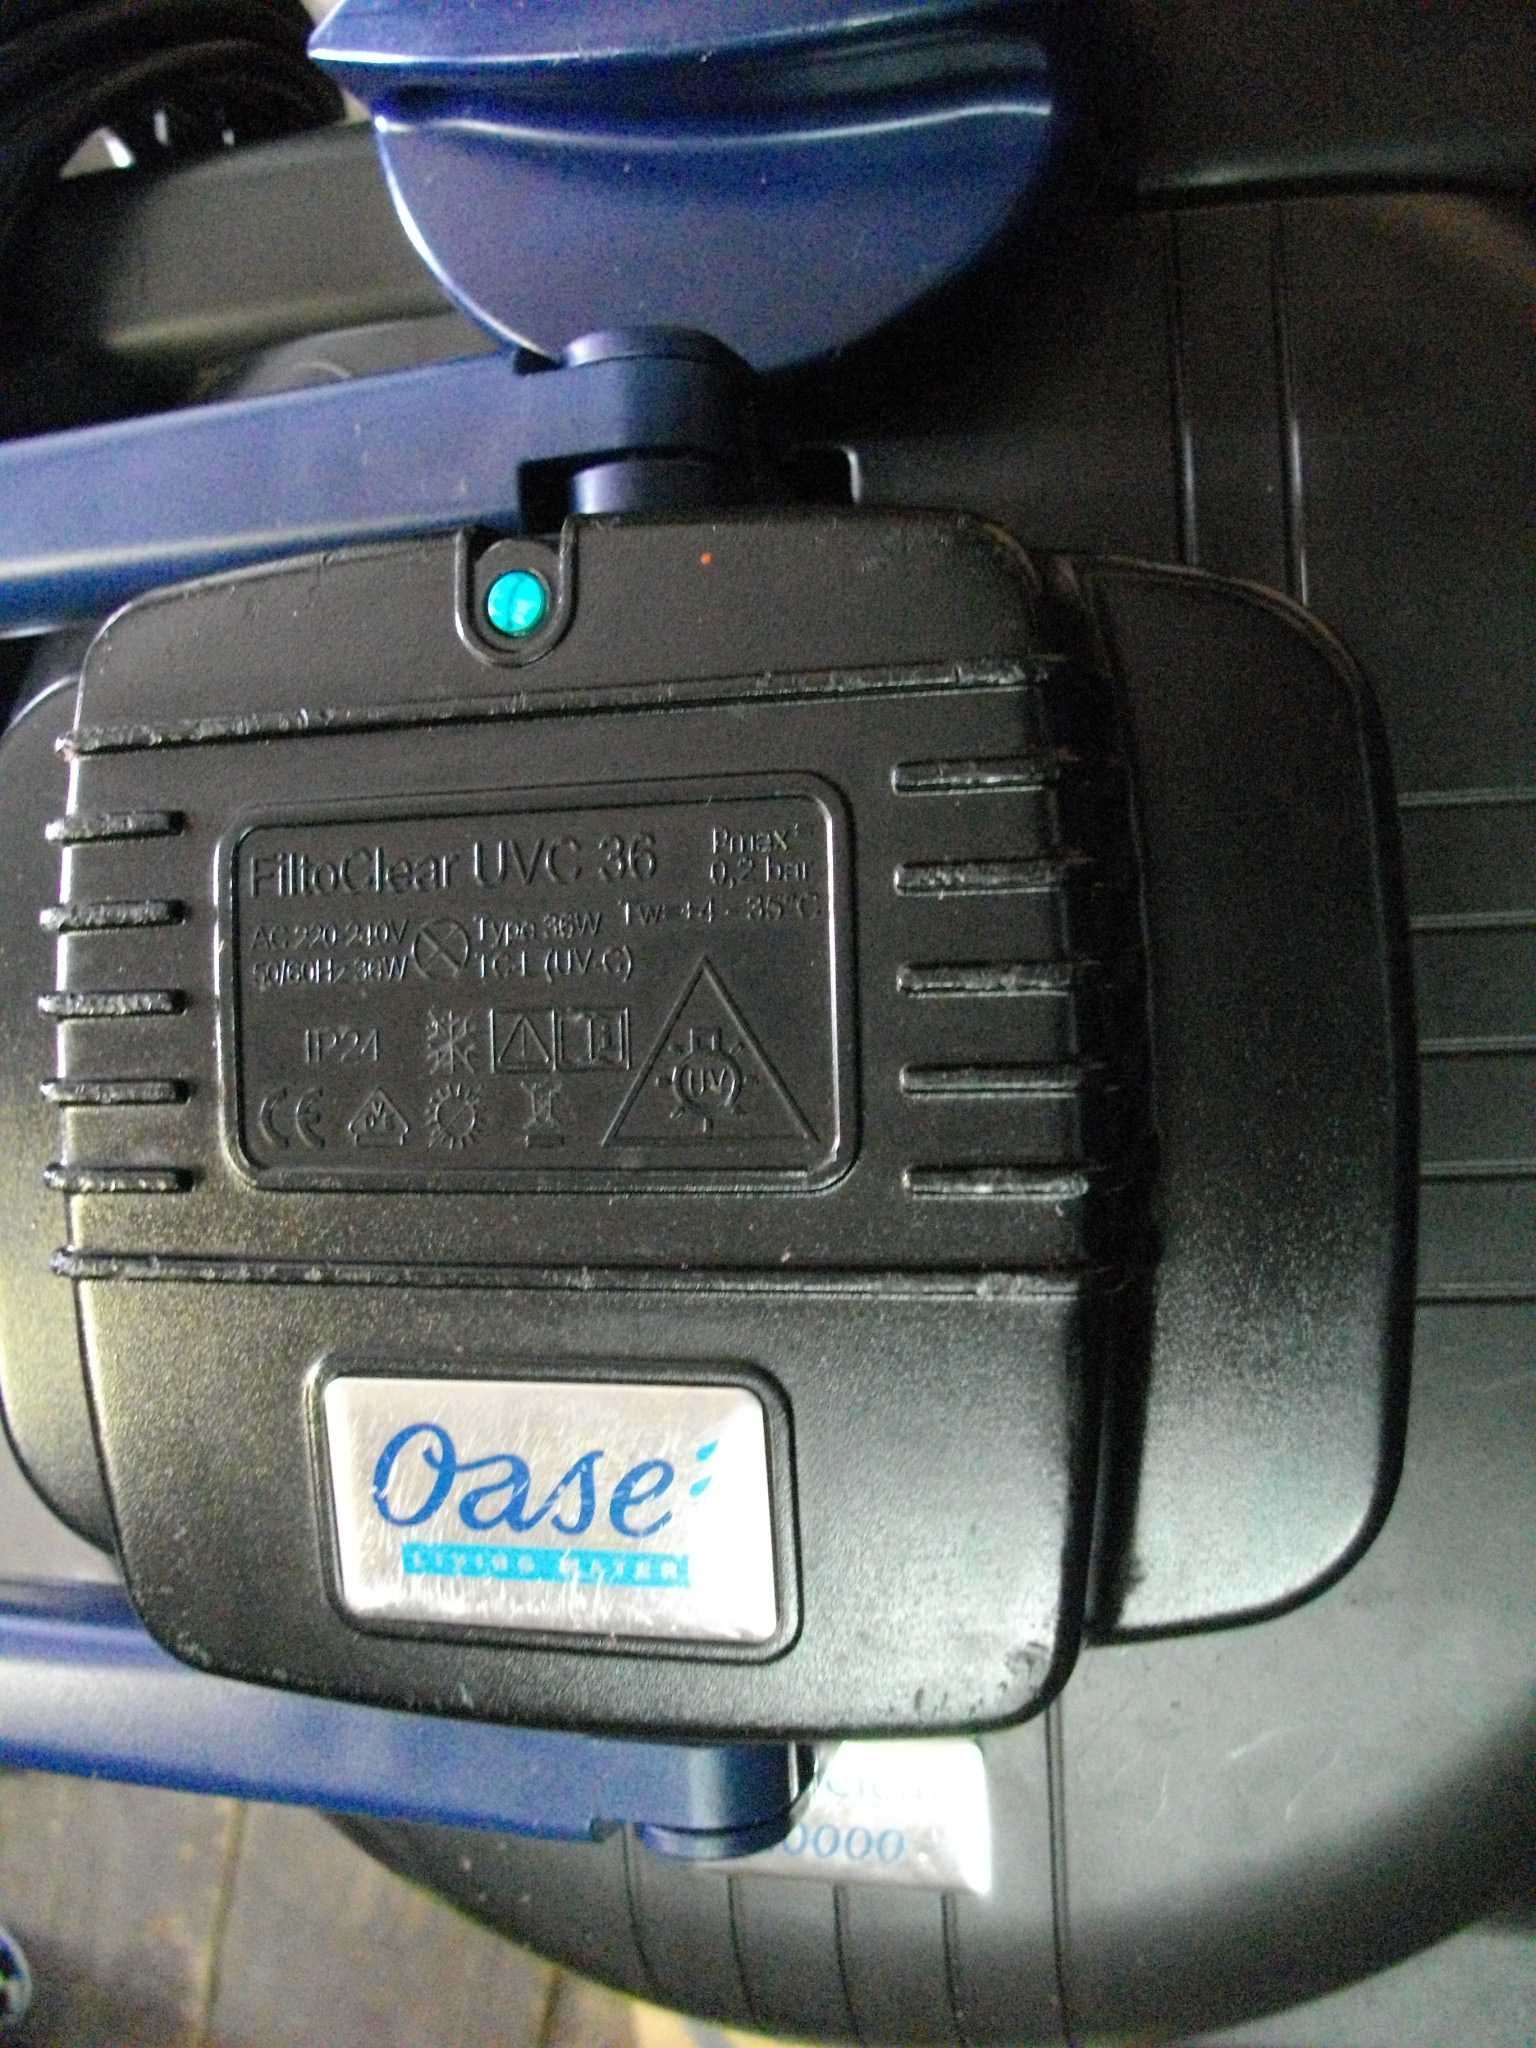 FiltoClear UVC 36
Pmax
0,2 bar
AC 220-240V
50/60Hz 36W
Type 36W
TC-L (UV-C)
Tw=+4 - 35°C
IP24
UV
CE
Oase
LIVING WATER
0000